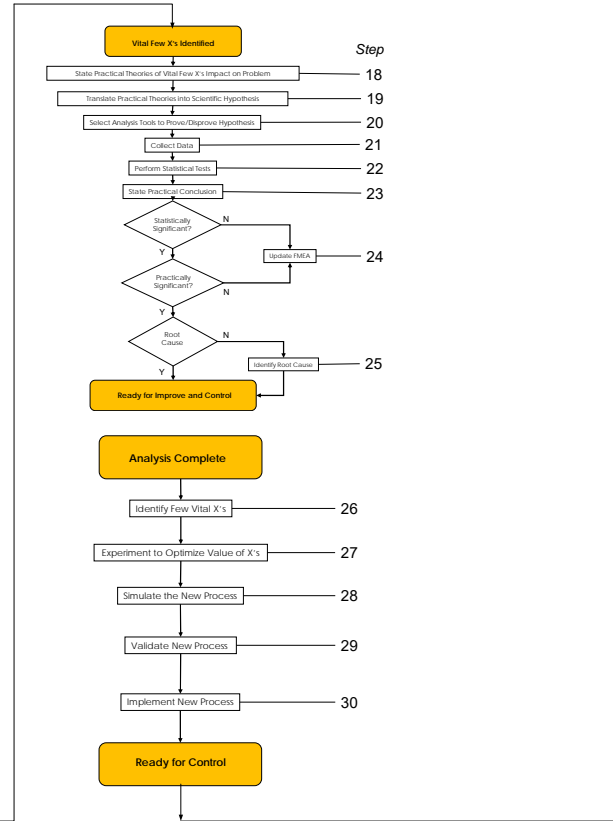 Vital Few X's Identified
Step
State Practical Theories of Vital Few X's Impact on Problem
18
Translate Practical Theories into Scientific Hypothesis
19
Select Analysis Tools to Prove/Disprove Hypothesis
20
Collect Data
21
Perform Statistical Tests
22
State Practical Conclusion
23
Statistically
Significant?
N
Y
Update FMEA
24
Practically
Significant?
N
Y
Root
Cause
N
Y
Identify Root Cause
25
Ready for Improve and Control
Analysis Complete
Identify Few Vital X's
26
Experiment to Optimize Value of X's
27
Simulate the New Process
28
Validate New Process
29
Implement New Process
30
Ready for Control